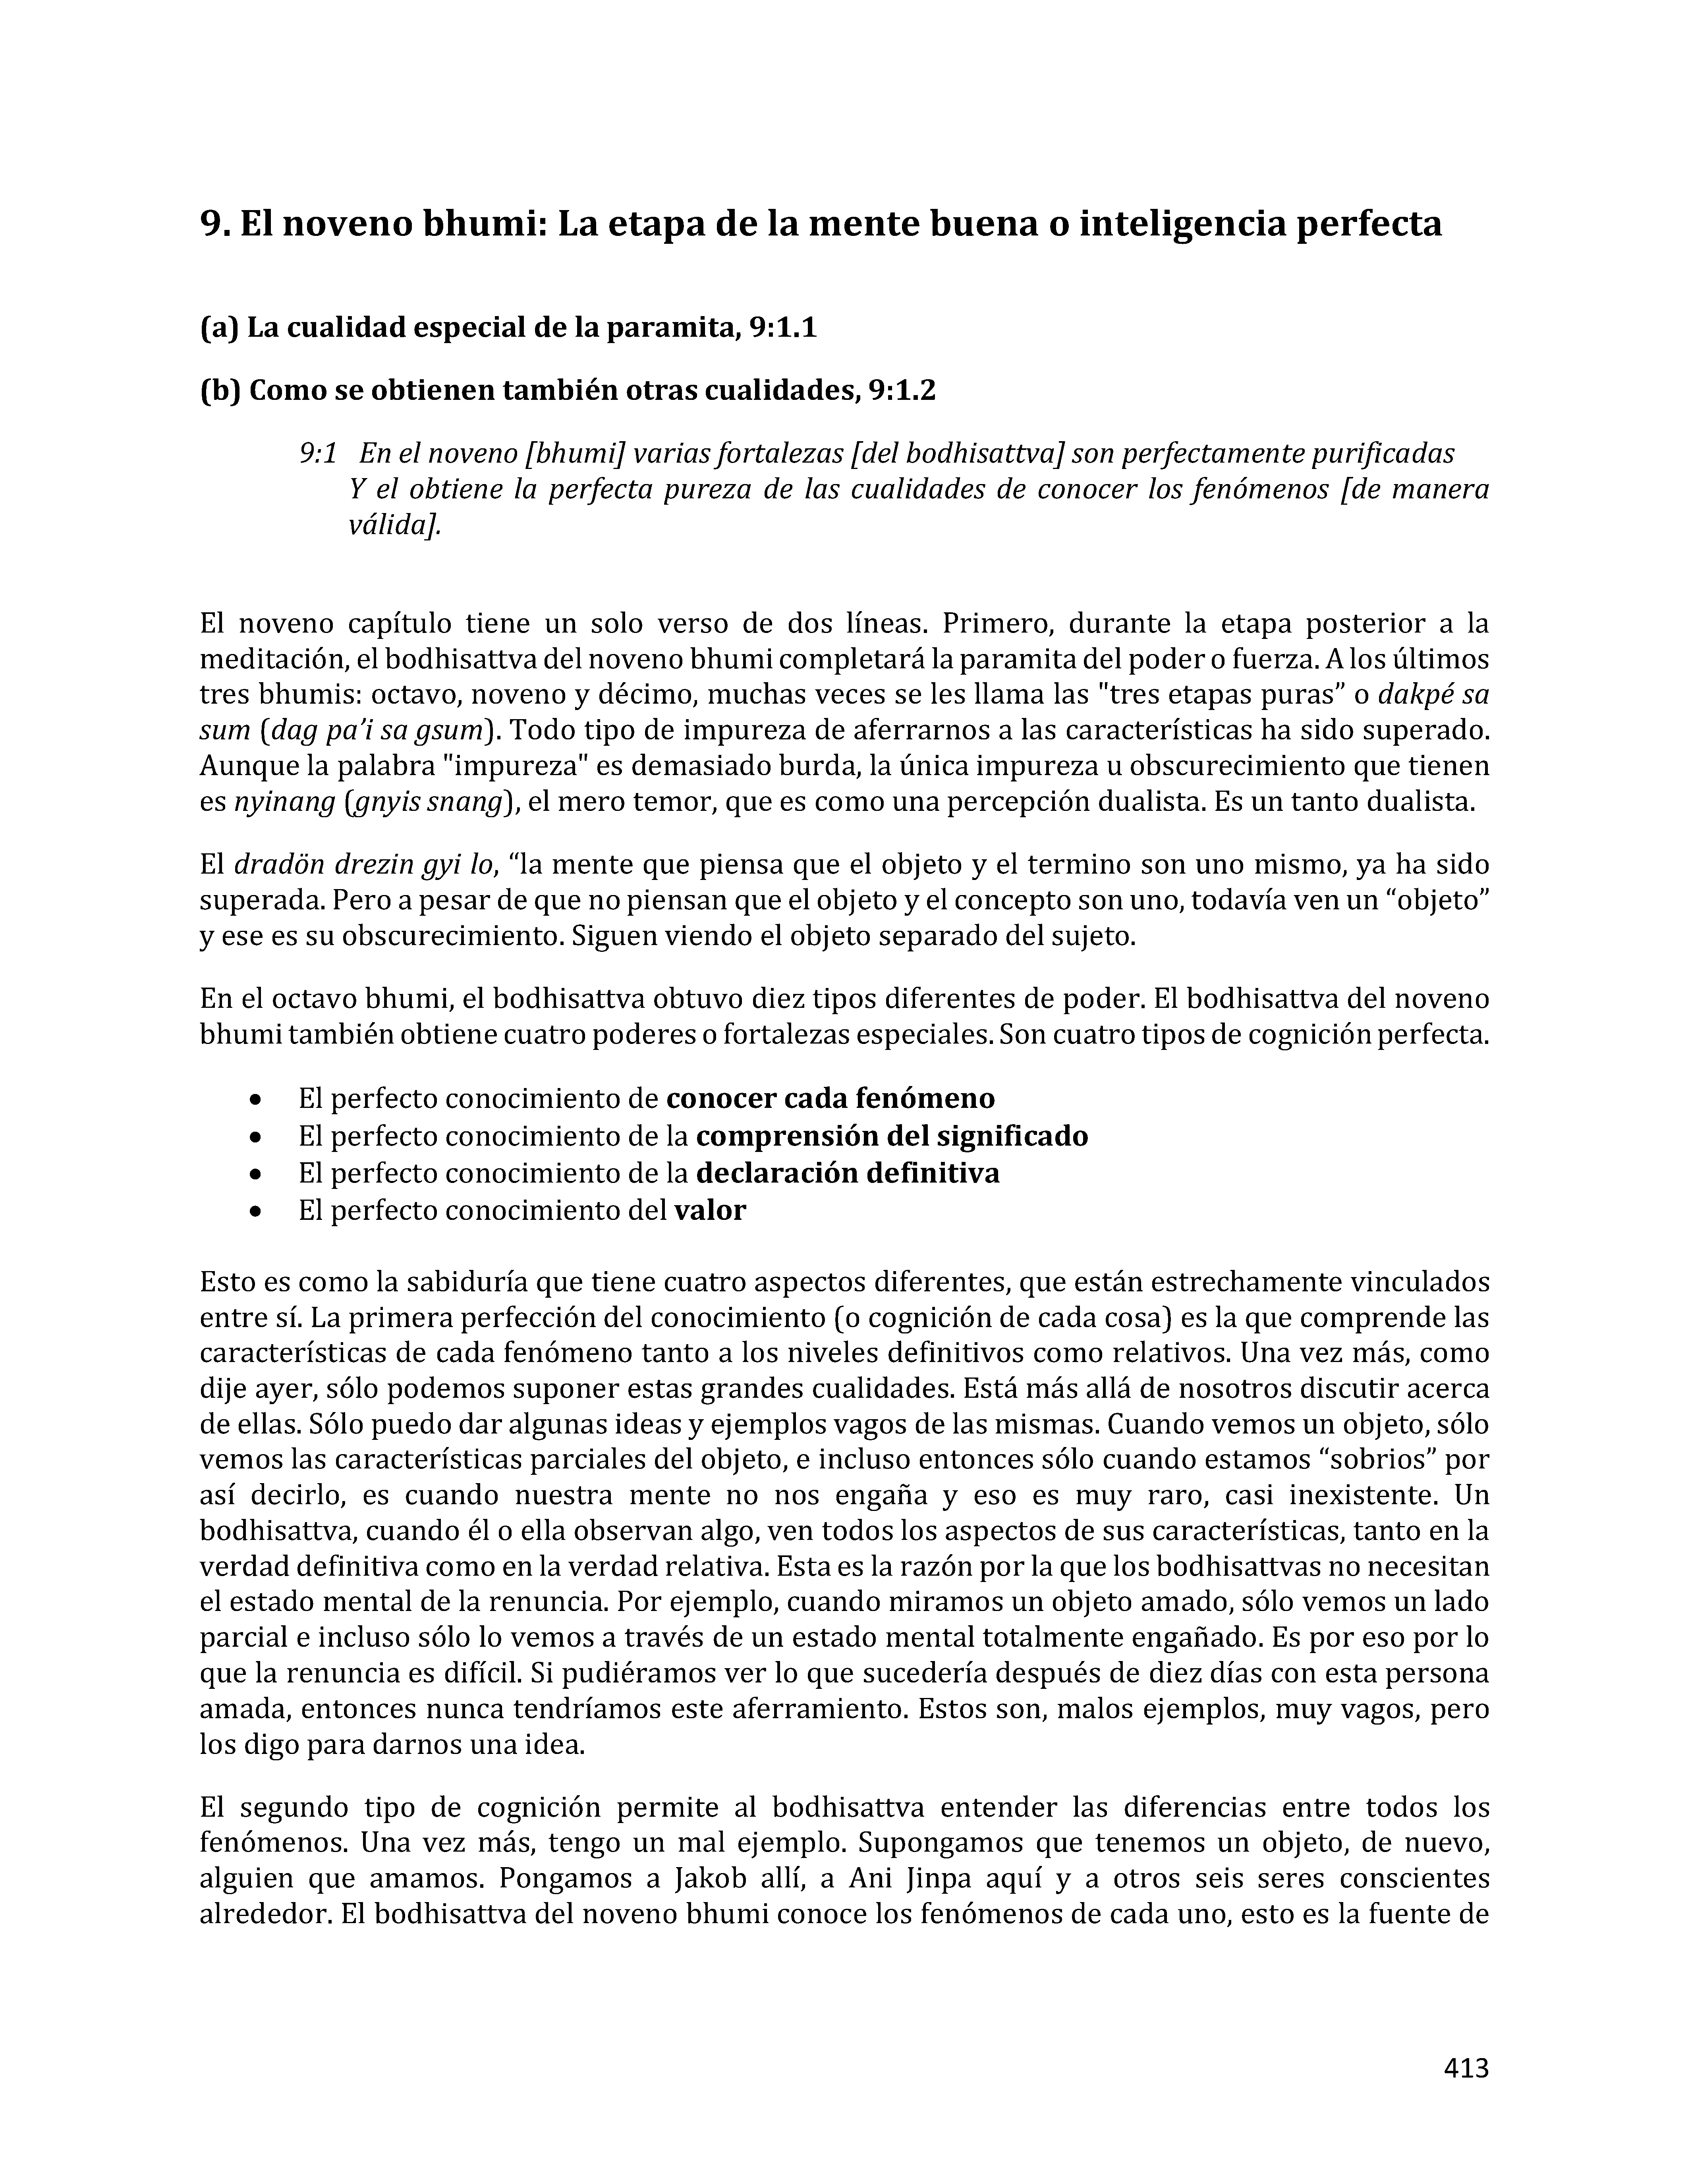 9. El noveno bhumi: La etapa de la mente buena o inteligencia perfecta
(a) La cualidad especial de la paramita, 9:1.1
(b) Como se obtienen también otras cualidades, 9:1.2
9:1 En el noveno [bhumi] varias fortalezas [del bodhisattva] son perfectamente purificadas
Y el obtiene la perfecta pureza de las cualidades de conocer los fenómenos [de manera
válida].
El noveno capítulo tiene un solo verso de dos líneas. Primero, durante la etapa posterior a la
meditación, el bodhisattva del noveno bhumi completará la paramita del poder o fuerza. A los últimos
tres bhumis: octavo, noveno y décimo, muchas veces se les llama las "tres etapas puras” o dakpé sa
sum (dag pa’i sa gsum). Todo tipo de impureza de aferrarnos a las características ha sido superado.
Aunque la palabra "impureza" es demasiado burda, la única impureza u obscurecimiento que tienen
es nyinang (gnyis snang), el mero temor, que es como una percepción dualista. Es un tanto dualista.
El dradön drezin gyi lo, “la mente que piensa que el objeto y el termino son uno mismo, ya ha sido
superada. Pero a pesar de que no piensan que el objeto y el concepto son uno, todavía ven un “objeto”
y ese es su obscurecimiento. Siguen viendo el objeto separado del sujeto.
En el octavo bhumi, el bodhisattva obtuvo diez tipos diferentes de poder. El bodhisattva del noveno
bhumi también obtiene cuatro poderes o fortalezas especiales. Son cuatro tipos de cognición perfecta.
• El perfecto conocimiento de conocer cada fenómeno
• El perfecto conocimiento de la comprensión del significado
• El perfecto conocimiento de la declaración definitiva
• El perfecto conocimiento del valor
Esto es como la sabiduría que tiene cuatro aspectos diferentes, que están estrechamente vinculados
entre sí. La primera perfección del conocimiento (o cognición de cada cosa) es la que comprende las
características de cada fenómeno tanto a los niveles definitivos como relativos. Una vez más, como
dije ayer, sólo podemos suponer estas grandes cualidades. Está más allá de nosotros discutir acerca
de ellas. Sólo puedo dar algunas ideas y ejemplos vagos de las mismas. Cuando vemos un objeto, sólo
vemos las características parciales del objeto, e incluso entonces sólo cuando estamos “sobrios” por
así decirlo, es cuando nuestra mente no nos engaña y eso es muy raro, casi inexistente. Un
bodhisattva, cuando él o ella observan algo, ven todos los aspectos de sus características, tanto en la
verdad definitiva como en la verdad relativa. Esta es la razón por la que los bodhisattvas no necesitan
el estado mental de la renuncia. Por ejemplo, cuando miramos un objeto amado, sólo vemos un lado
parcial e incluso sólo lo vemos a través de un estado mental totalmente engañado. Es por eso por lo
que la renuncia es difícil. Si pudiéramos ver lo que sucedería después de diez días con esta persona
amada, entonces nunca tendríamos este aferramiento. Estos son, malos ejemplos, muy vagos, pero
los digo para darnos una idea.
El segundo tipo de cognición permite al bodhisattva entender las diferencias entre todos los
fenómenos. Una vez más, tengo un mal ejemplo. Supongamos que tenemos un objeto, de nuevo,
alguien que amamos. Pongamos a Jakob allí, a Ani Jinpa aquí y a otros seis seres conscientes
alrededor. El bodhisattva del noveno bhumi conoce los fenómenos de cada uno, esto es la fuente de
413